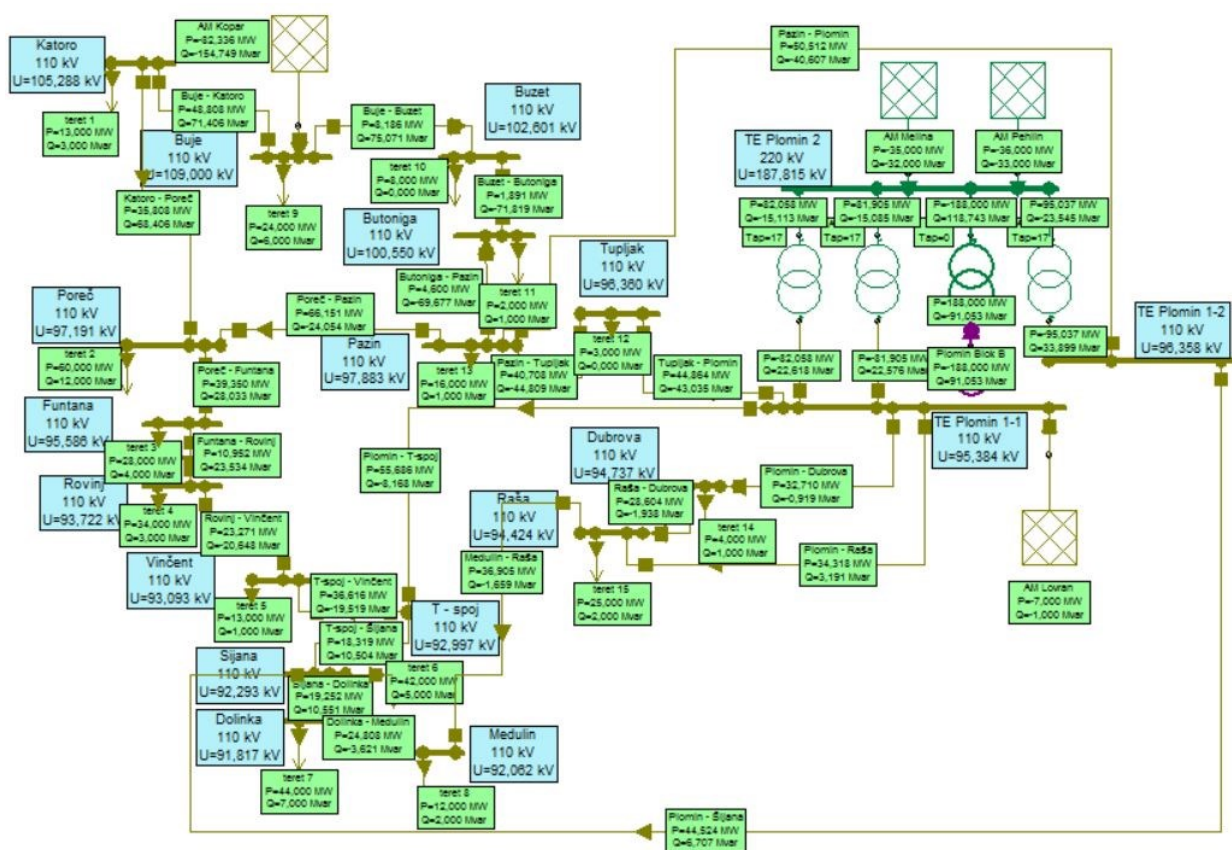 AM Kopar
P=-82,336 MW
Q=-154,749 Mvar
Katoro
110 kV
U=105,288 kV
Buje - Katoro
P=48,808 MW
Q=71,406 Mvar
teret 1
P=13,000 MW
Q=3,000 Mvar
Buje
110 kV
U=109,000 kV
Buje - Buzet
P=8,186 MW
Q=75,071 Mvar
Buzet
110 kV
U=102,601 kV
Pazin - Plomin
P=50,512 MW
Q=-40,607 Mvar
AM Melina
P=-35,000 MW
Q=-32,000 Mvar
AM Pehlin
P=-36,000 MW
Q=-33,000 Mvar
TE Plomin 2
220 kV
U=187,815 kV
teret 10
P=8,000 MW
Q=0,000 Mvar
Buzet - Butoniga
P=1,891 MW
Q=-71,819 Mvar
Katoro - Poreč
P=35,808 MW
Q=68,406 Mvar
teret 9
P=24,000 MW
Q=6,000 Mvar
Butoniga
110 kV
U=100,550 kV
P=82,058 MW
Q=-15,113 Mvar
P=81,905 MW
Q=-15,085 Mvar
P=-188,000 MW
Q=118,743 Mvar
P=95,037 MW
Q=-23,545 Mvar
Tap=17
Tap=17
Tap=0
Tap=17
Tupljak
110 kV
U=96,360 kV
Butoniga - Pazin
P=4,600 MW
Q=-69,677 Mvar
teret 11
P=2,000 MW
Q=1,000 Mvar
Poreč
110 kV
U=97,191 kV
Poreč - Pazin
P=66,151 MW
Q=-24,054 Mvar
P=188,000 MW
Q=-91,053 Mvar
TE Plomin 1-2
110 kV
U=96,358 kV
Pazin
110 kV
U=97,883 kV
teret 12
P=3,000 MW
Q=0,000 Mvar
P=-95,037 MW
Q=33,899 Mvar
teret 2
P=60,000 MW
Q=12,000 Mvar
teret 13
P=16,000 MW
Q=1,000 Mvar
Pazin - Tupljak
P=40,708 MW
Q=-44,809 Mvar
Tupljak - Plomin
P=44,864 MW
Q=-43,035 Mvar
P=-82,058 MW
Q=22,618 Mvar
P=-81,905 MW
Q=22,576 Mvar
Plomin Blok B
P=-188,000 MW
Q=91,053 Mvar
Poreč - Funtana
P=39,350 MW
Q=28,033 Mvar
Funtana
110 kV
U=95,586 kV
TE Plomin 1-1
110 kV
U=95,384 kV
teret 3
P=28,000 MW
Q=4,000 Mvar
Funtana - Rovinj
P=10,952 MW
Q=23,534 Mvar
Plomin - T-spoj
P=55,686 MW
Q=-8,168 Mvar
Dubrova
110 kV
U=94,737 kV
Plomin - Dubrova
P=32,710 MW
Q=-0,919 Mvar
Rovinj
110 kV
U=93,722 kV
teret 4
P=34,000 MW
Q=3,000 Mvar
Raša
110 kV
U=94,424 kV
Raša - Dubrova
P=28,604 MW
Q=-1,938 Mvar
Rovinj - Vinčent
P=23,271 MW
Q=-20,648 Mvar
teret 14
P=4,000 MW
Q=1,000 Mvar
Vinčent
110 kV
U=93,093 kV
Medulin - Raša
P=36,905 MW
Q=-1,659 Mvar
Plomin - Raša
P=34,318 MW
Q=3,191 Mvar
AM Lovran
P=-7,000 MW
Q=-1,000 Mvar
T-spoj - Vinčent
P=36,616 MW
Q=-19,519 Mvar
teret 15
P=25,000 MW
Q=2,000 Mvar
teret 5
P=13,000 MW
Q=1,000 Mvar
T - spoj
110 kV
U=92,997 kV
T-spoj - Šijana
P=18,319 MW
Q=10,504 Mvar
Šijana
110 kV
U=92,293 kV
teret 6
P=42,000 MW
Q=5,000 Mvar
Šijana - Dolinka
P=19,252 MW
Q=10,551 Mvar
Dolinka
110 kV
U=91,817 kV
Dolinka - Medulin
P=24,808 MW
Q=-3,621 Mvar
Medulin
110 kV
U=92,062 kV
teret 7
P=44,000 MW
Q=7,000 Mvar
teret 8
P=12,000 MW
Q=2,000 Mvar
Plomin - Šijana
P=44,524 MW
Q=6,707 Mvar